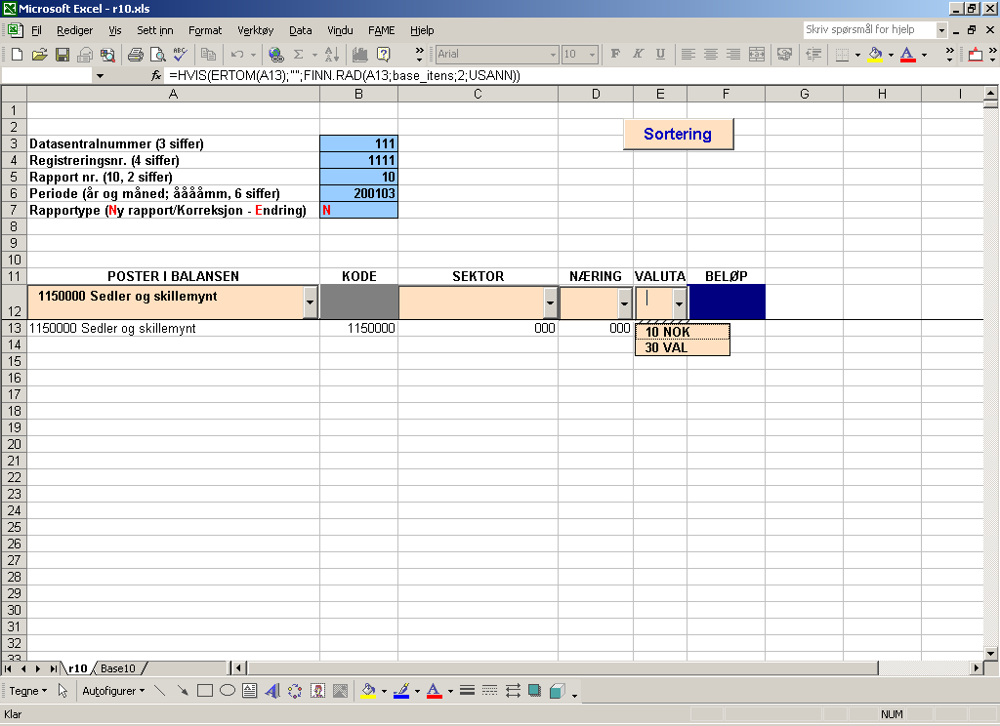 Microsoft Excel - r10.xls
Fil Rediger Vis Sett inn Format Verktøy Data Vindu FAME Hjelp Skriv spørsmål for hjelp
Arial 10 F K U
fx =HVIS(ERTOM(A13);"";FINN.RAD(A13;base_itens;2;USANN))
A B C D E F G H I
1
2
Sortering
3 Datasentralnummer (3 siffer) 111
4 Registreringsnr. (4 siffer) 1111
5 Rapport nr. (10, 2 siffer) 10
6 Periode (år og måned; ååååmm, 6 siffer) 200103
7 Rapportype (Ny rapport/Korreksjon - Endring) N
8
9
10
11 POSTER I BALANSEN KODE SEKTOR NÆRING VALUTA BELØP
12 1150000 Sedler og skillemynt
13 1150000 Sedler og skillemynt 1150000 000 000 10 NOK
14 30 VAL
15
16
17
18
19
20
21
22
23
24
25
26
27
28
29
30
31
32
33
r10 Base10
Tegne Autofigurer
Klar NUM